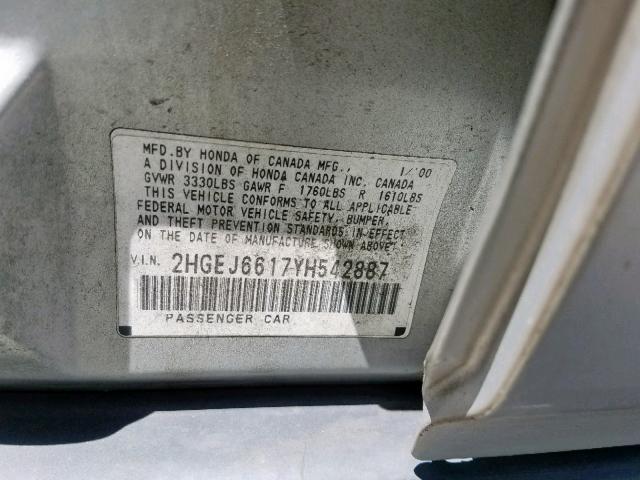 MFD. BY HONDA OF CANADA MFG., 1/'00
A DIVISION OF HONDA CANADA INC. CANADA
GVWR 3330LBS GAWR F 1760LBS R 1610LBS
THIS VEHICLE CONFORMS TO ALL APPLICABLE
FEDERAL MOTOR VEHICLE SAFETY, BUMPER,
AND THEFT PREVENTION STANDARDS IN EFFECT
ON THE DATE OF MANUFACTURE SHOWN ABOVE.
V.I.N. 2HGEJ6617YH542887
PASSENGER CAR